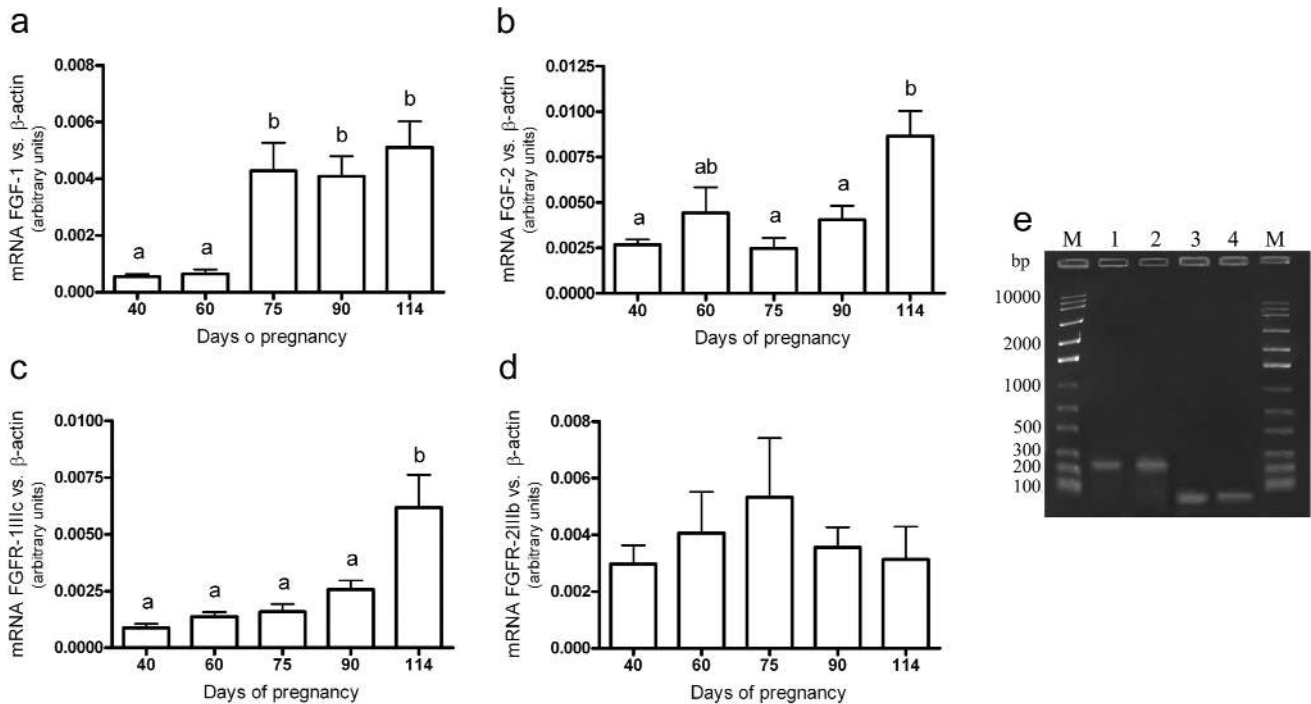 a
mRNA FGF-1 vs. β-actin
(arbitrary units)
0.008
0.006
0.004
0.002
0.000
a
a
b
b
b
40 60 75 90 114
Days o pregnancy
b
mRNA FGF-2 vs. β-actin
(arbitrary units)
0.0125
0.0100
0.0075
0.0050
0.0025
0.0000
a
ab
a
a
b
40 60 75 90 114
Days of pregnancy
c
mRNA FGFR-1IIIc vs. β-actin
(arbitrary units)
0.0100
0.0075
0.0050
0.0025
0.0000
a
a
a
a
b
40 60 75 90 114
Days of pregnancy
d
mRNA FGFR-2IIIb vs. β-actin
(arbitrary units)
0.008
0.006
0.004
0.002
0.000
40 60 75 90 114
Days of pregnancy
e
M 1 2 3 4 M
bp
10000
2000
1000
500
300
200
100